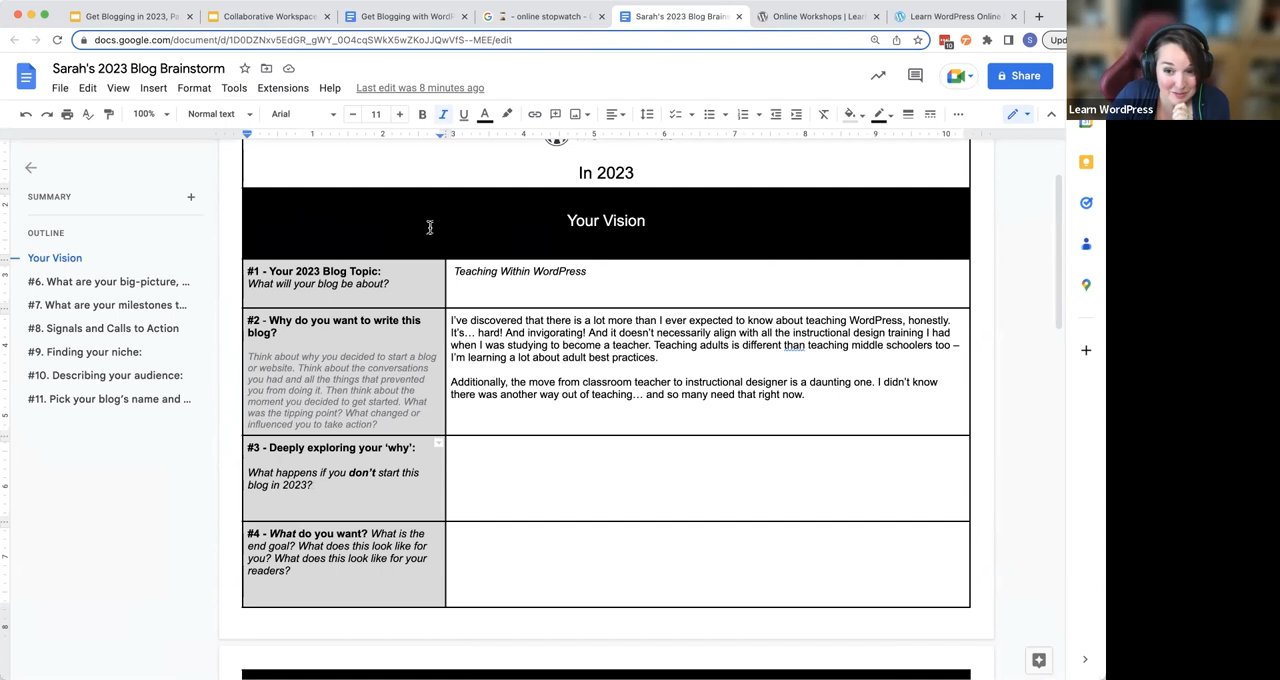 Get Blogging in 2023, Pa
Collaborative Workspace
Get Blogging with WordP
- online stopwatch -
Sarah's 2023 Blog Brains
Online Workshops | Lear
Learn WordPress Online
docs.google.com/document/d/1D0DZNxv5EdGR_gWY_0O4cqSWkX5wZKoJJQwVfS--MEE/edit
10
S
Upd
Sarah's 2023 Blog Brainstorm
File Edit View Insert Format Tools Extensions Help Last edit was 8 minutes ago
Share
Learn WordPress
100% Normal text Arial 11 B I U A
1 2 3 4 5 6 7 8 9 10
SUMMARY
OUTLINE
Your Vision
#6. What are your big-picture, ...
#7. What are your milestones t...
#8. Signals and Calls to Action
#9. Finding your niche:
#10. Describing your audience:
#11. Pick your blog's name and ...
In 2023
Your Vision
#1 - Your 2023 Blog Topic:
What will your blog be about?
Teaching Within WordPress
#2 - Why do you want to write this
blog?
Think about why you decided to start a blog
or website. Think about the conversations
you had and all the things that prevented
you from doing it. Then think about the
moment you decided to get started. What
was the tipping point? What changed or
influenced you to take action?
I've discovered that there is a lot more than I ever expected to know about teaching WordPress, honestly.
It's... hard! And invigorating! And it doesn't necessarily align with all the instructional design training I had
when I was studying to become a teacher. Teaching adults is different than teaching middle schoolers too –
I'm learning a lot about adult best practices.
Additionally, the move from classroom teacher to instructional designer is a daunting one. I didn't know
there was another way out of teaching... and so many need that right now.
#3 - Deeply exploring your 'why':
What happens if you don't start this
blog in 2023?
#4 - What do you want? What is the
end goal? What does this look like for
you? What does this look like for your
readers?